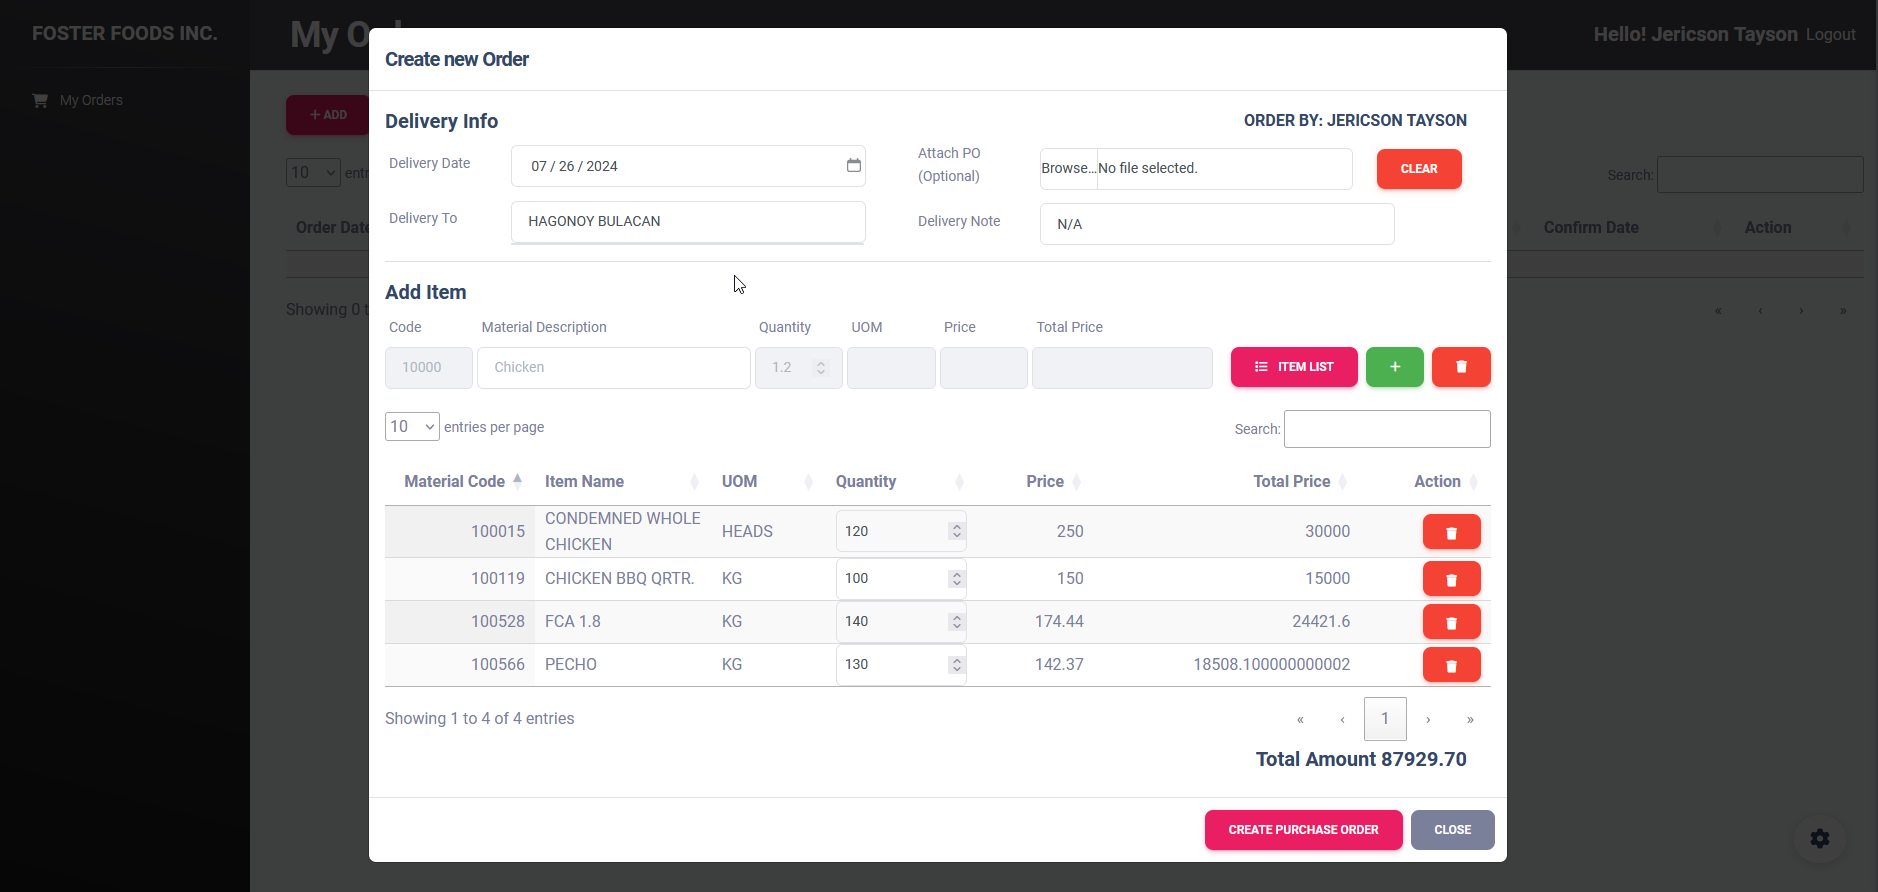 FOSTER FOODS INC.
My O
Hello! Jericson Tayson Logout
My Orders
+ ADD
10 entr
Search:
Order Date
Confirm Date
Action
Showing 0 t
« ‹ › »
Create new Order
Delivery Info
ORDER BY: JERICSON TAYSON
Delivery Date
07 / 26 / 2024
Attach PO
(Optional)
Browse... No file selected.
CLEAR
Delivery To
HAGONOY BULACAN
Delivery Note
N/A
Add Item
Code Material Description Quantity UOM Price Total Price
10000 Chicken 1.2 ITEM LIST +
10 entries per page
Search:
Material Code Item Name UOM Quantity Price Total Price Action
100015 CONDEMNED WHOLE CHICKEN HEADS 120 250 30000
100119 CHICKEN BBQ QRTR. KG 100 150 15000
100528 FCA 1.8 KG 140 174.44 24421.6
100566 PECHO KG 130 142.37 18508.100000000002
Showing 1 to 4 of 4 entries
« ‹ 1 › »
Total Amount 87929.70
CREATE PURCHASE ORDER
CLOSE